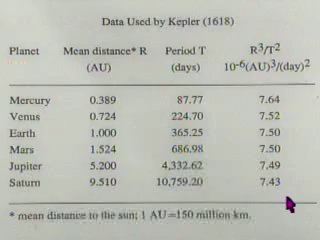 Data Used by Kepler (1618)
Planet Mean distance* R Period T R³/T²
(AU) (days) 10⁻⁶(AU)³/(day)²
Mercury 0.389 87.77 7.64
Venus 0.724 224.70 7.52
Earth 1.000 365.25 7.50
Mars 1.524 686.98 7.50
Jupiter 5.200 4,332.62 7.49
Saturn 9.510 10,759.20 7.43
* mean distance to the sun; 1 AU=150 million km.